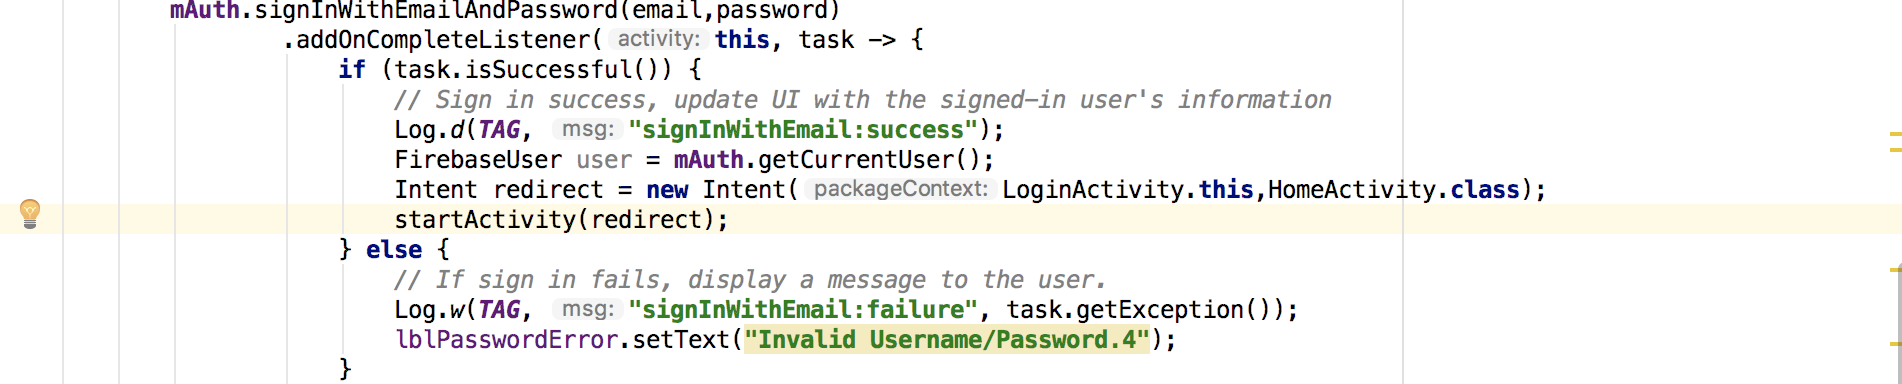 mAuth.signInWithEmailAndPassword(email,password)
.addOnCompleteListener( activity: this, task -> {
if (task.isSuccessful()) {
// Sign in success, update UI with the signed-in user's information
Log.d(TAG, msg: "signInWithEmail:success");
FirebaseUser user = mAuth.getCurrentUser();
Intent redirect = new Intent( packageContext: LoginActivity.this,HomeActivity.class);
startActivity(redirect);
} else {
// If sign in fails, display a message to the user.
Log.w(TAG, msg: "signInWithEmail:failure", task.getException());
lblPasswordError.setText("Invalid Username/Password.4");
}